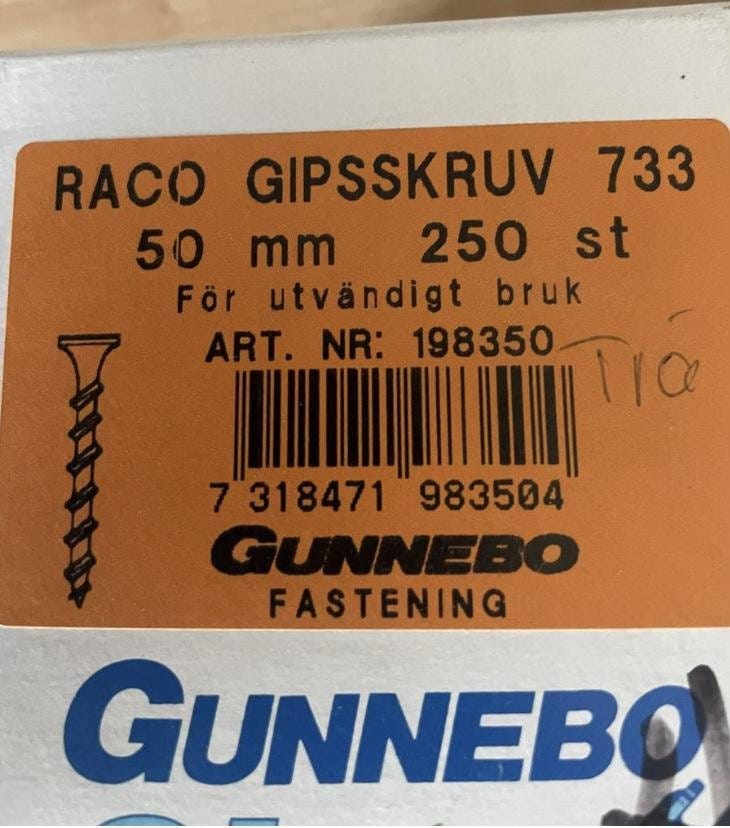 RACO GIPSSKRUV 733
50 mm 250 st
För utvändigt bruk
ART. NR: 198350
Trä
7 318471 983504
GUNNEBO
FASTENING
GUNNEBO